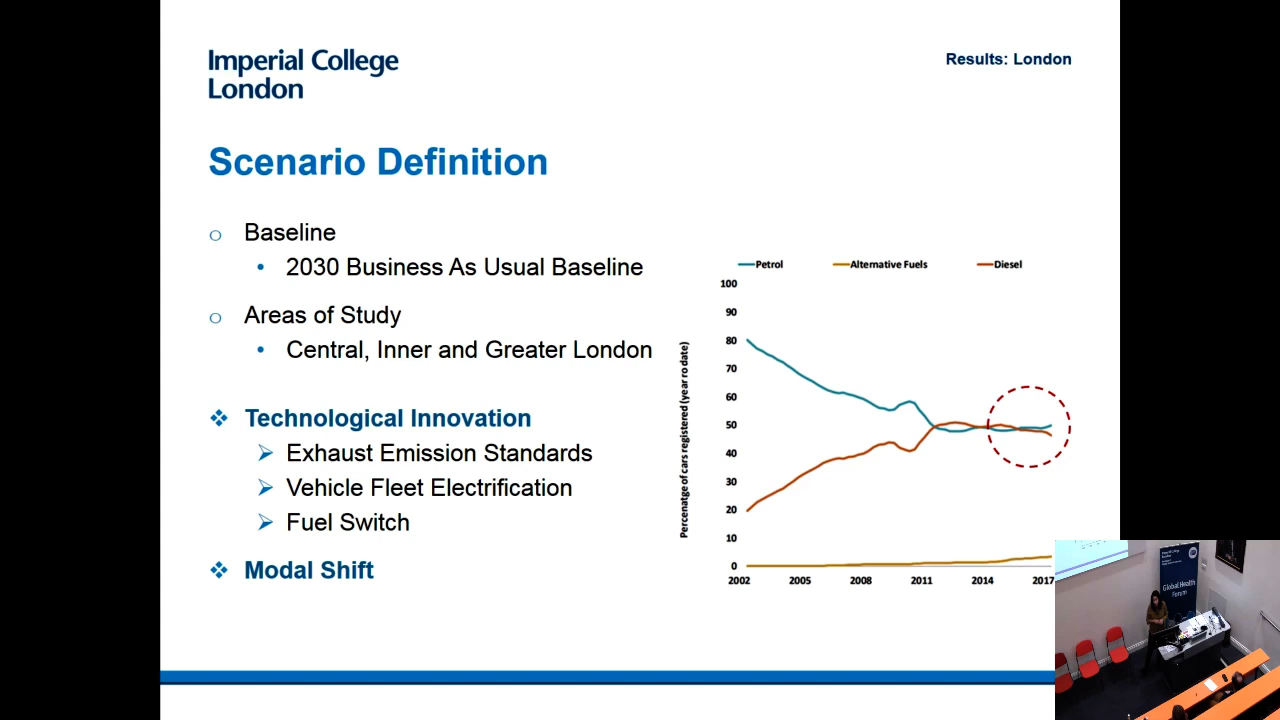 Imperial College
London
Results: London
Scenario Definition
Baseline
2030 Business As Usual Baseline
Areas of Study
Central, Inner and Greater London
Technological Innovation
Exhaust Emission Standards
Vehicle Fleet Electrification
Fuel Switch
Modal Shift
Petrol Alternative Fuels Diesel
Percenatge of cars registered (year ro date)
100
90
80
70
60
50
40
30
20
10
0
2002 2005 2008 2011 2014 2017
Global Health
Forum